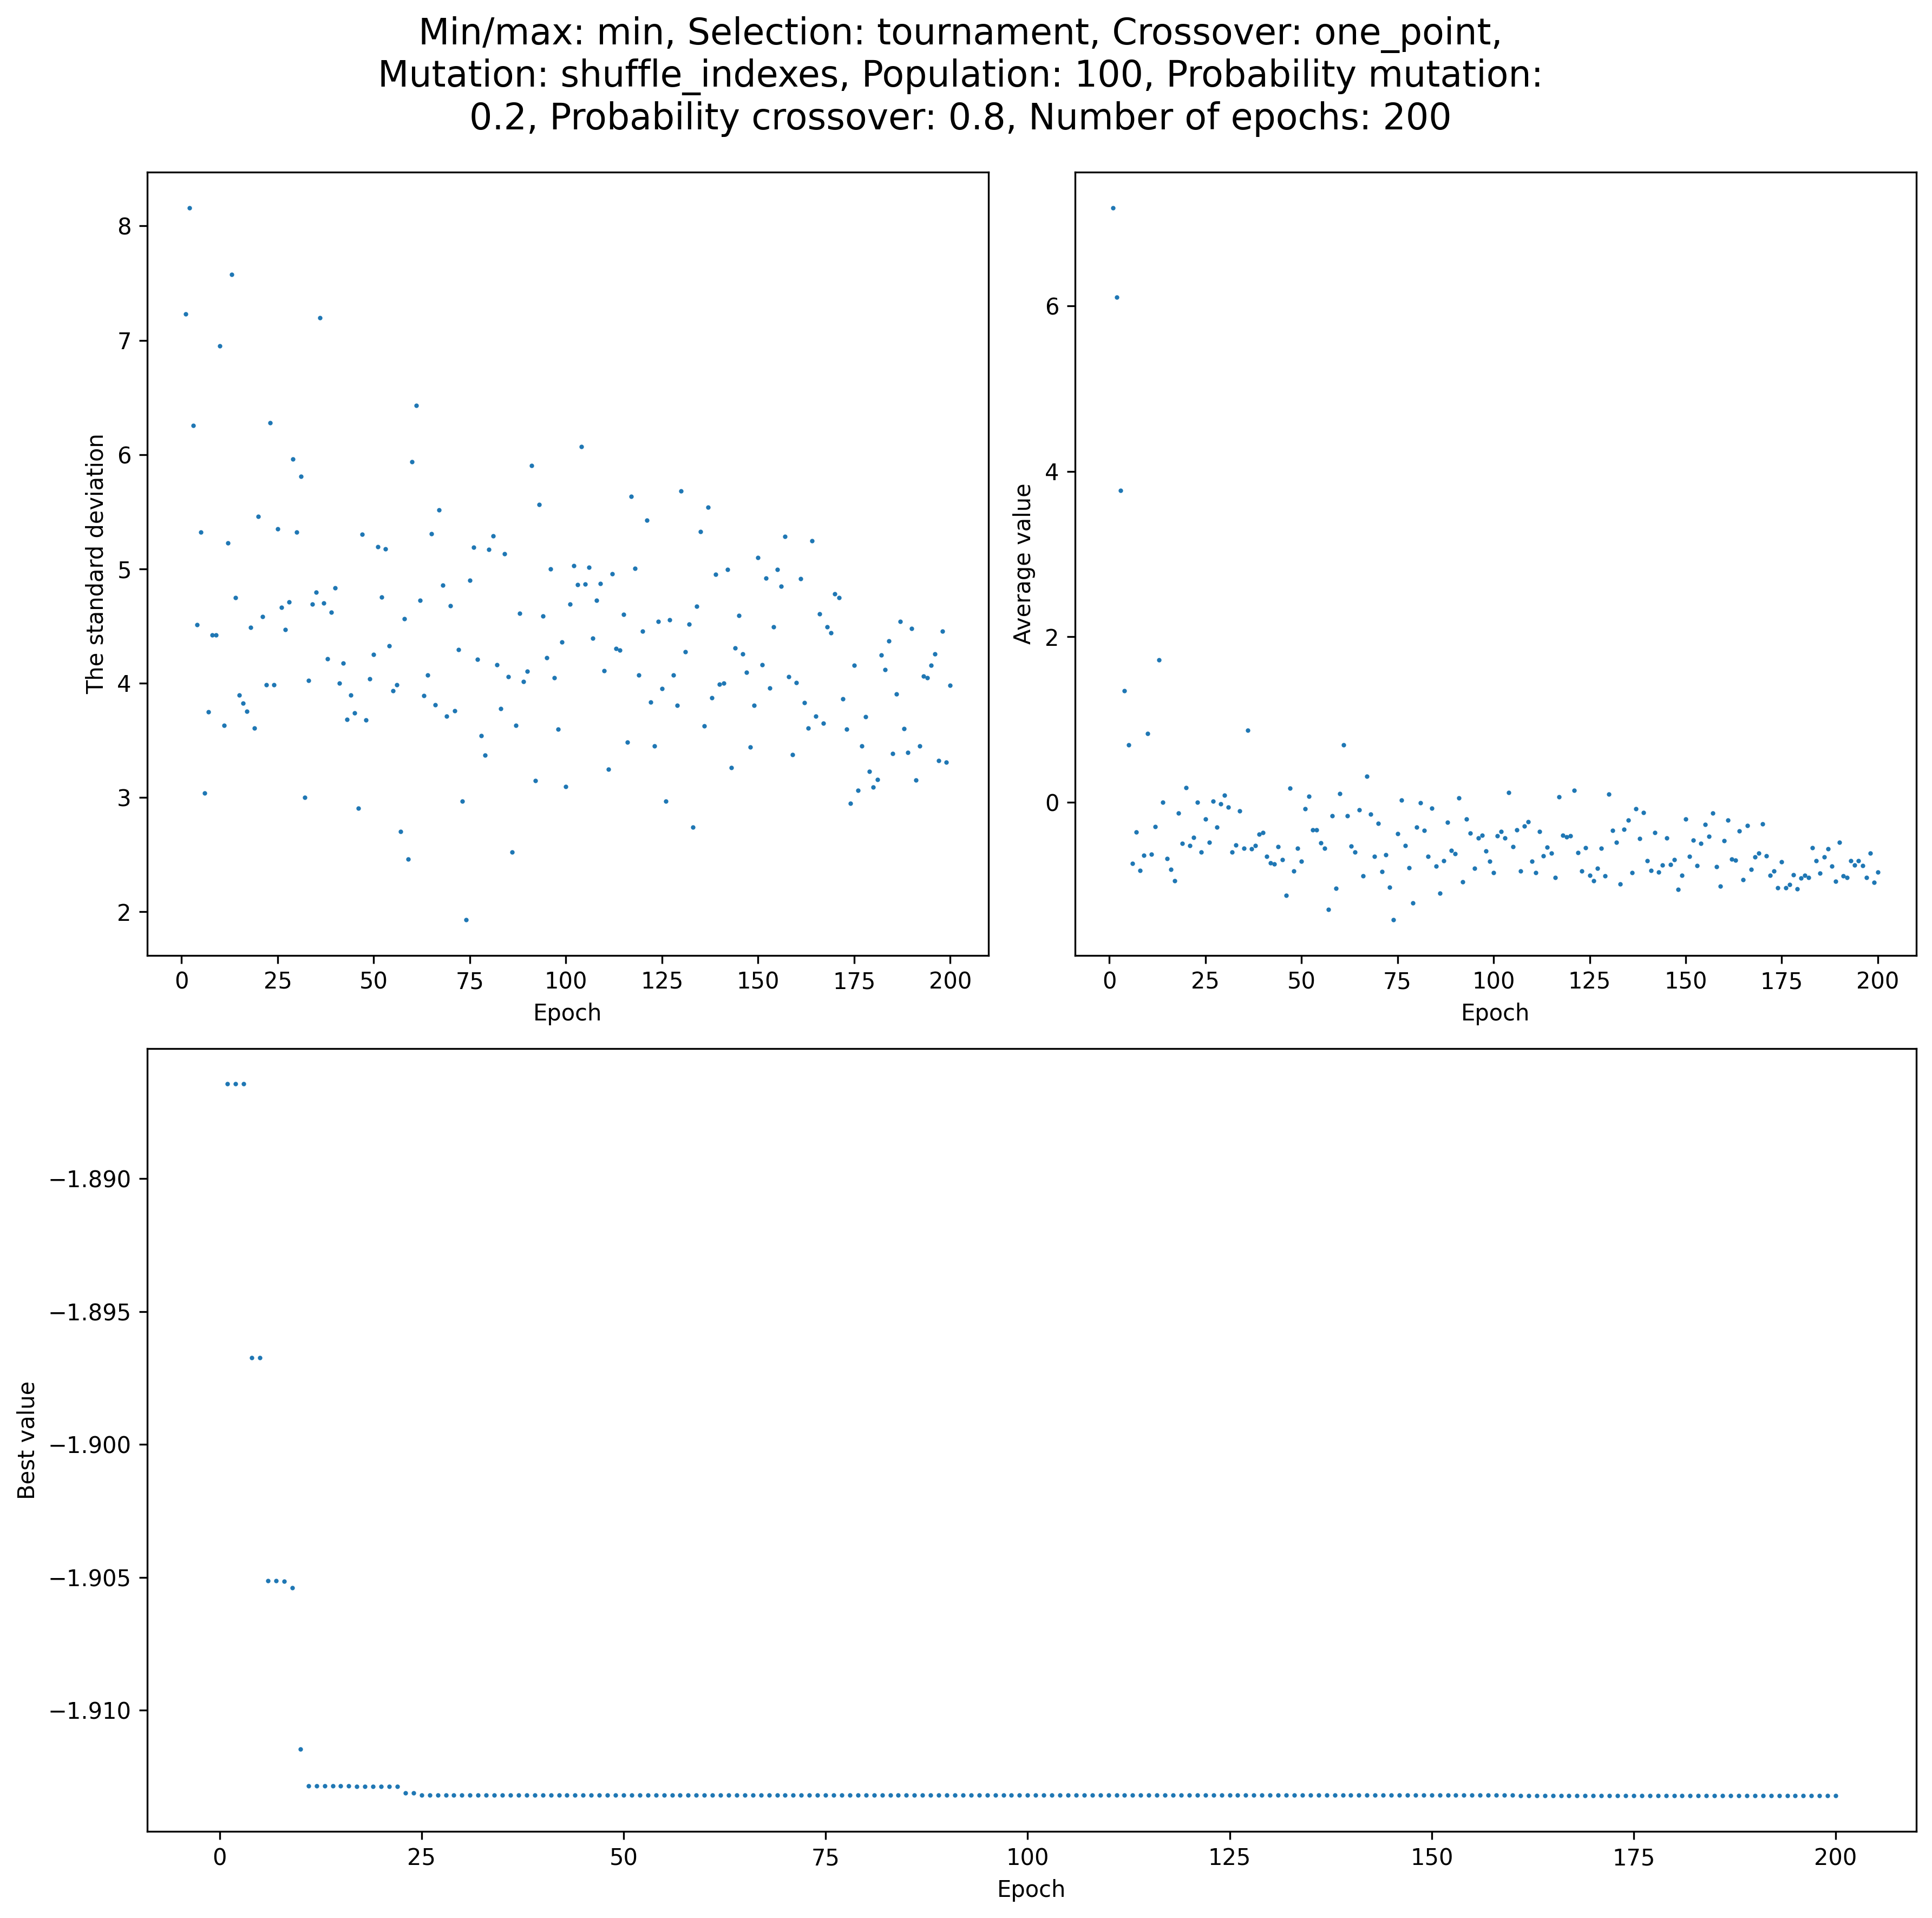 Min/max: min, Selection: tournament, Crossover: one_point,
Mutation: shuffle_indexes, Population: 100, Probability mutation:
0.2, Probability crossover: 0.8, Number of epochs: 200
The standard deviation
8
7
6
5
4
3
2
0 25 50 75 100 125 150 175 200
Epoch
Average value
6
4
2
0
0 25 50 75 100 125 150 175 200
Epoch
Best value
−1.890
−1.895
−1.900
−1.905
−1.910
0 25 50 75 100 125 150 175 200
Epoch